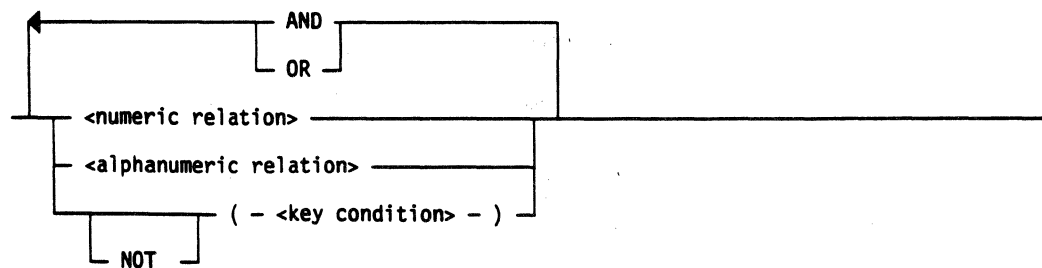 AND
OR
<numeric relation>
<alphanumeric relation>
( - <key condition> - )
NOT